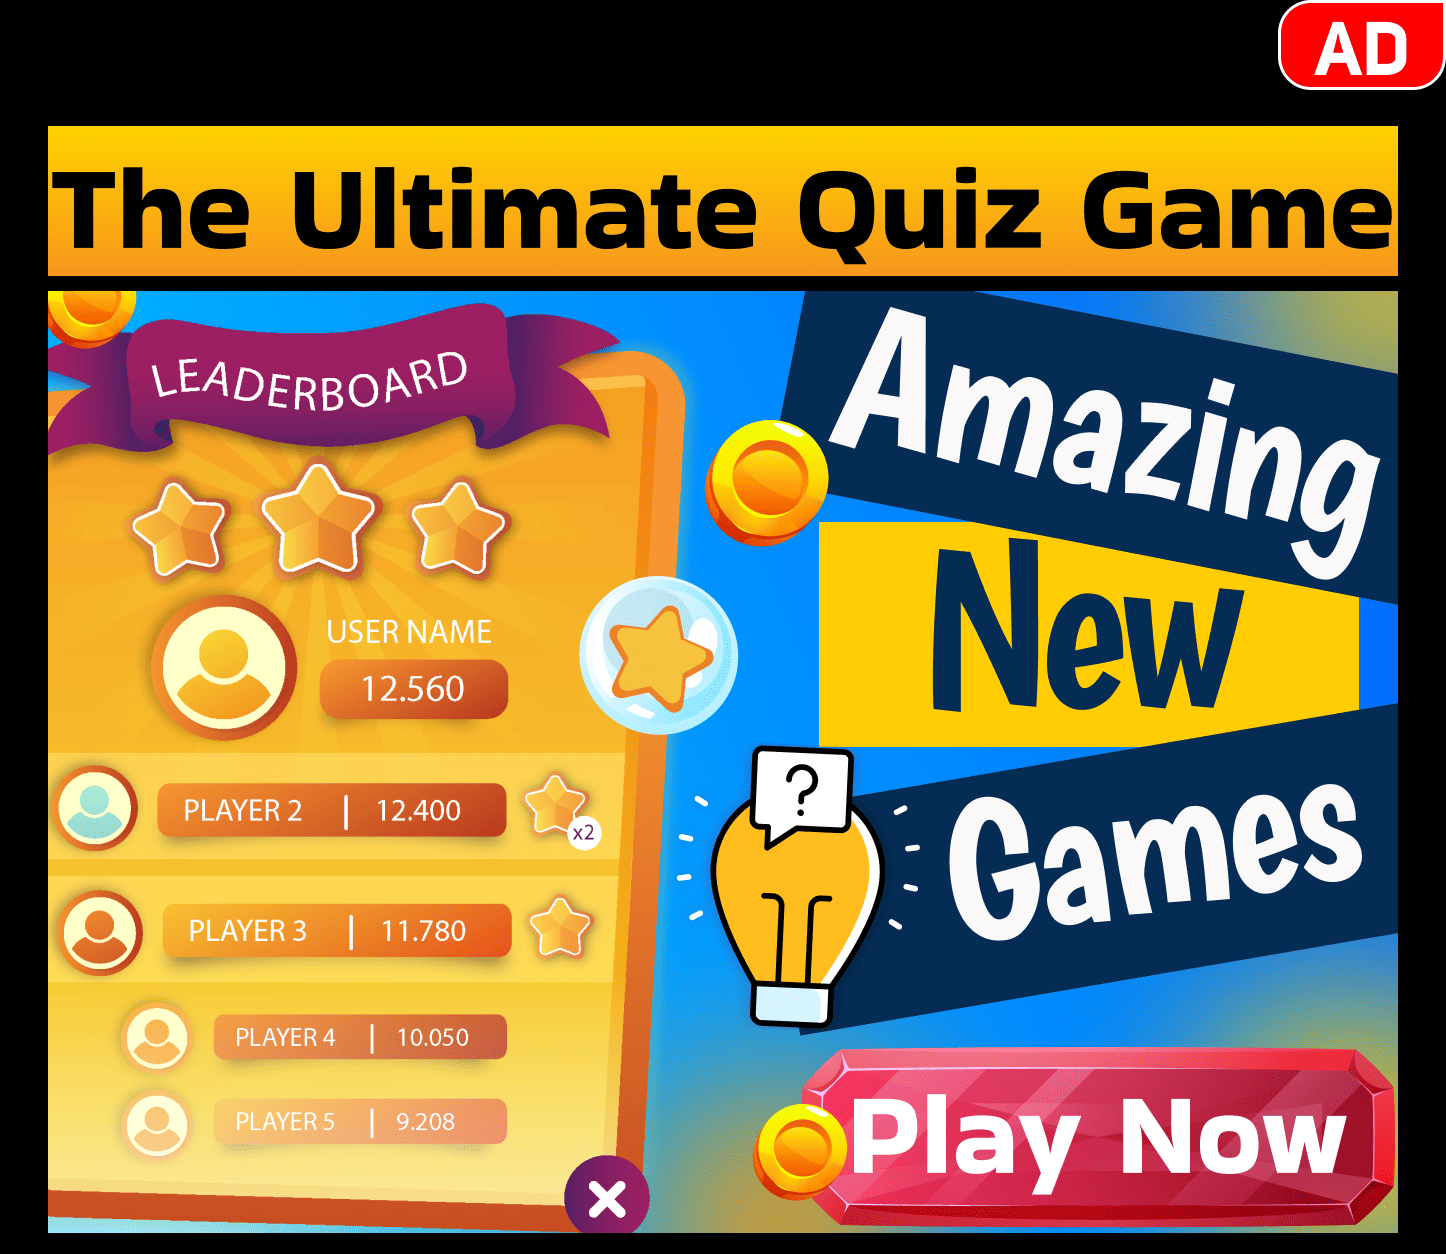 AD
The Ultimate Quiz Game
LEADERBOARD
USER NAME
12.560
PLAYER 2 | 12.400
x2
PLAYER 3 | 11.780
PLAYER 4 | 10.050
PLAYER 5 | 9.208
Amazing
New
?
Games
Play Now